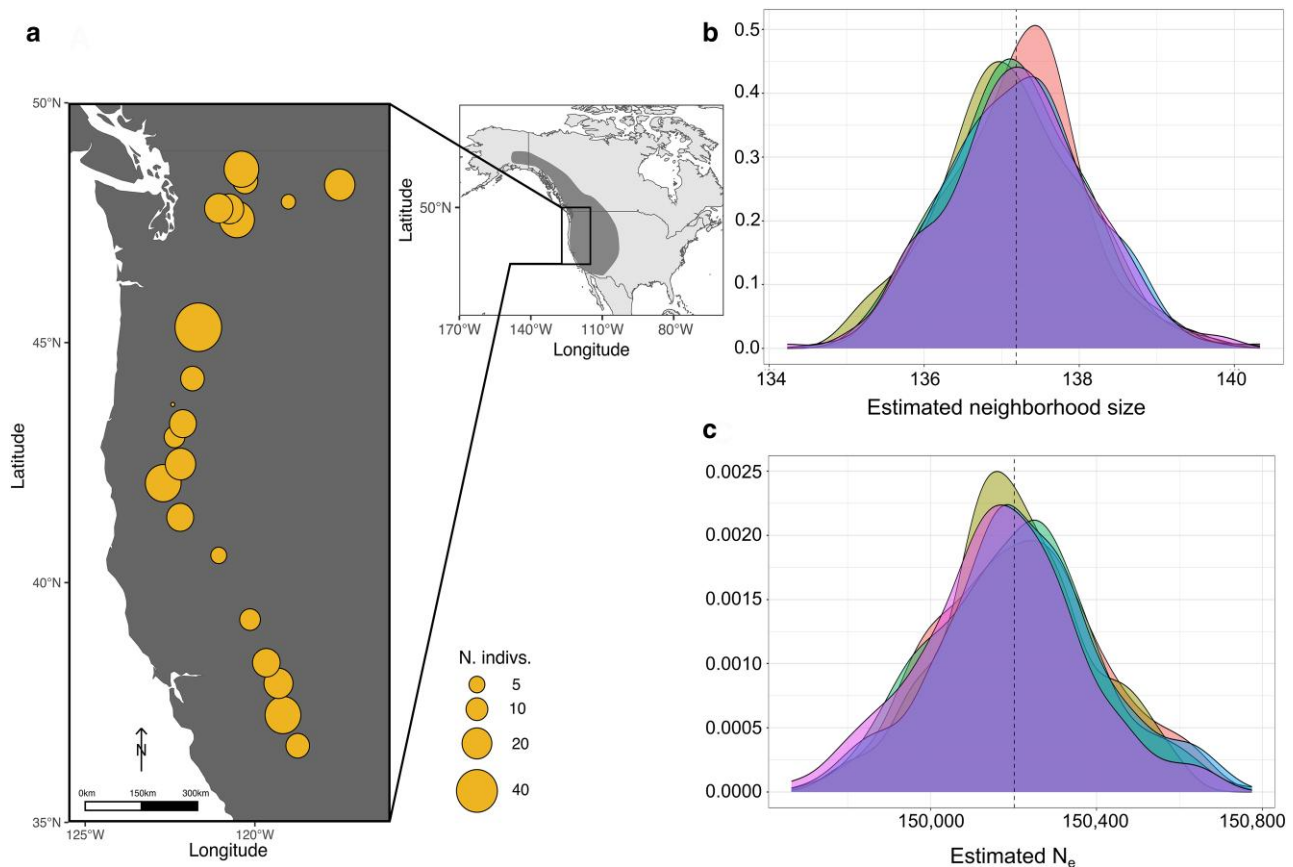 a
50°N
45°N
40°N
35°N
Latitude
125°W
120°W
Longitude
N
0km
150km
300km
50°N
Latitude
170°W
140°W
110°W
80°W
Longitude
N. indivs.
5
10
20
40
b
0.5
0.4
0.3
0.2
0.1
0.0
134
136
138
140
Estimated neighborhood size
c
0.0025
0.0020
0.0015
0.0010
0.0005
0.0000
150,000
150,400
150,800
Estimated Ne